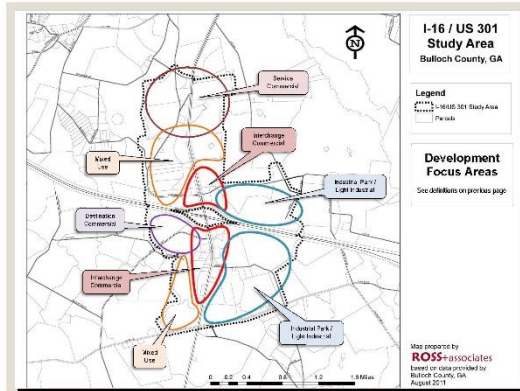 I-16 / US 301
Study Area
Bulloch County, GA
Legend
I-16/US 301 Study Area
Parcels
Development
Focus Areas
See definitions on previous page
Service
Commercial
Interchange
Commercial
Mixed
Use
Industrial Park /
Light Industrial
Destination
Commercial
Interchange
Commercial
Industrial Park /
Light Industrial
Mixed
Use
N
Map prepared by
ROSS+associates
based on data provided by
Bulloch County, GA
August 2011